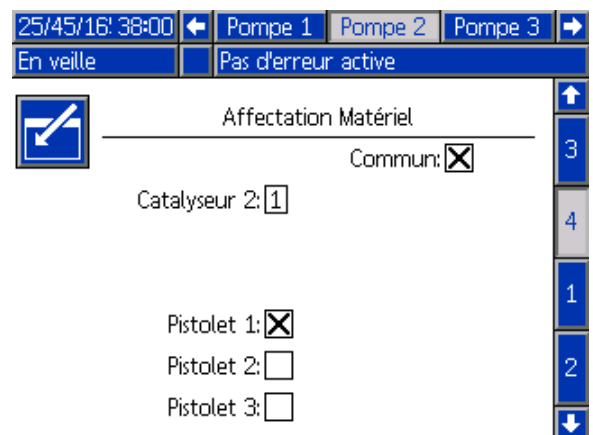 25/45/16 38:00 Pompe 1 Pompe 2 Pompe 3
En veille Pas d'erreur active
Affectation Matériel
Commun:
3
Catalyseur 2: 1
4
1
Pistolet 1:
Pistolet 2:
2
Pistolet 3: